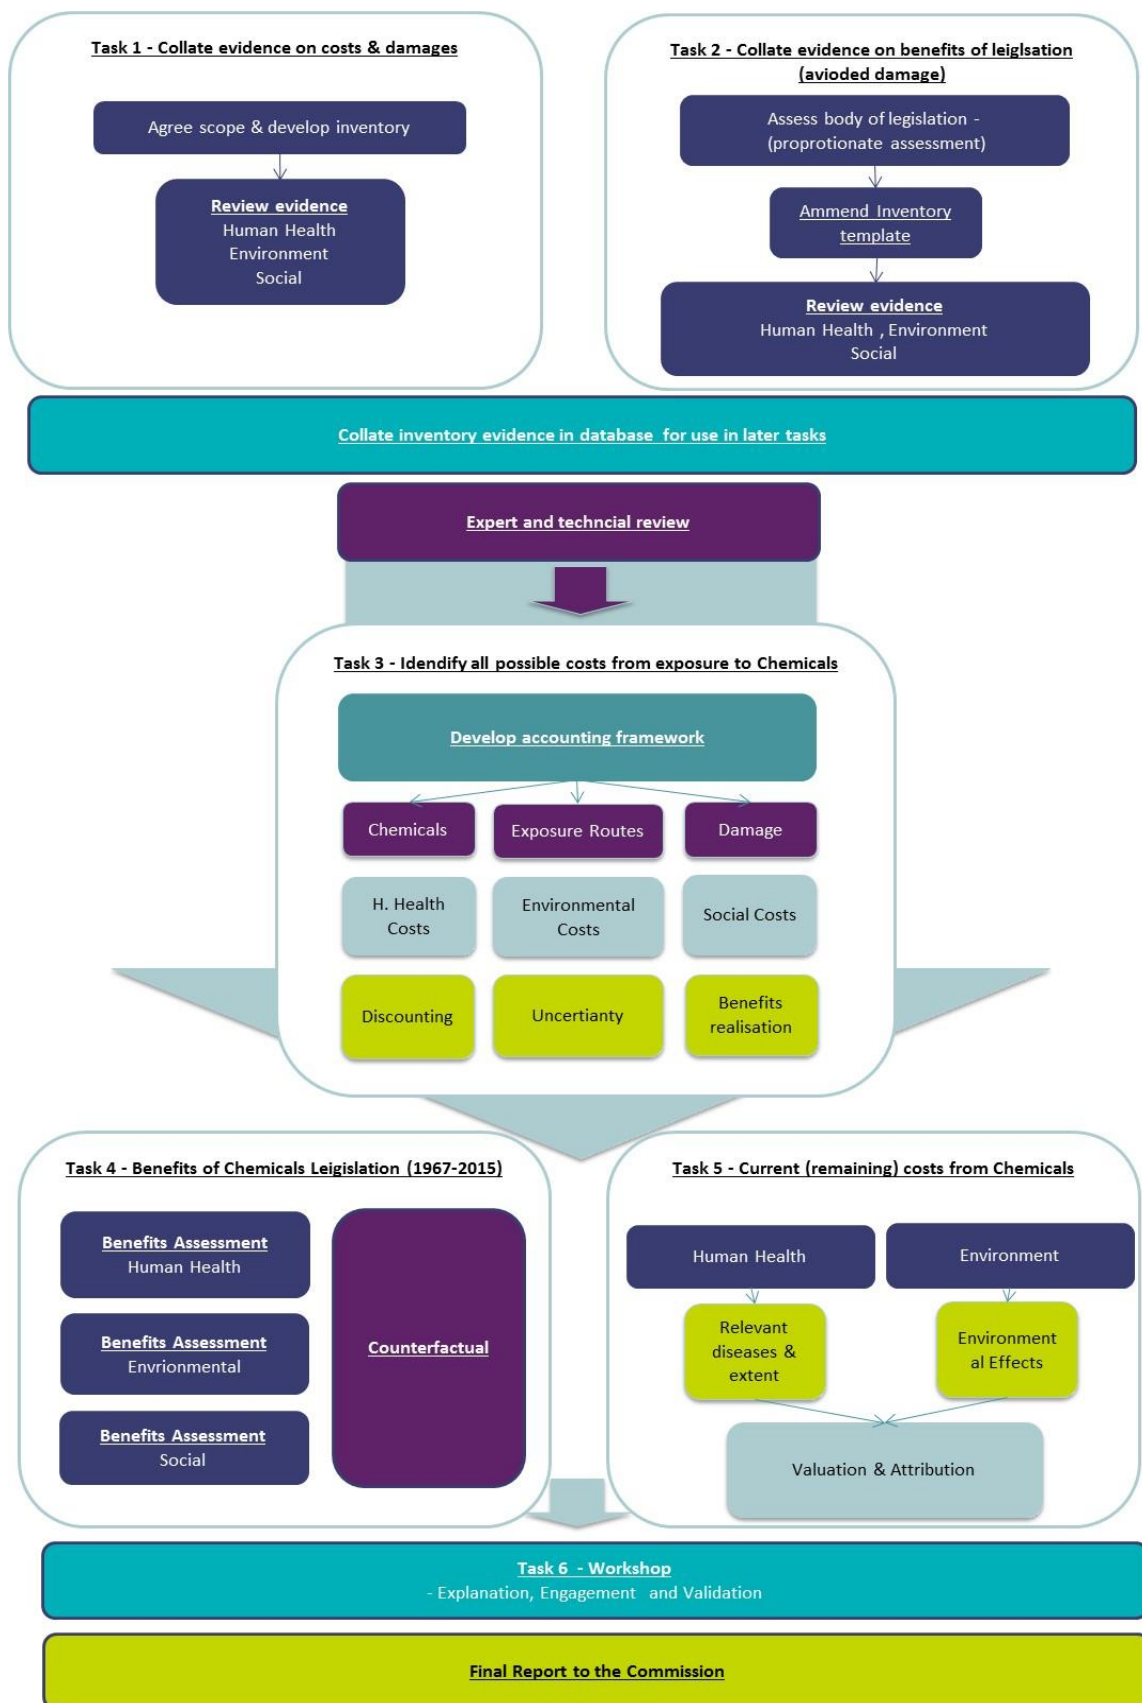 Task 1 - Collate evidence on costs & damages
Agree scope & develop inventory
Review evidence
Human Health
Environment
Social
Task 2 - Collate evidence on benefits of leiglsation
(avioded damage)
Assess body of legislation -
(proprotionate assessment)
Ammend Inventory
template
Review evidence
Human Health , Environment
Social
Collate inventory evidence in database for use in later tasks
Expert and techncial review
Task 3 - Idendify all possible costs from exposure to Chemicals
Develop accounting framework
Chemicals
Exposure Routes
Damage
H. Health
Costs
Environmental
Costs
Social Costs
Discounting
Uncertianty
Benefits
realisation
Task 4 - Benefits of Chemicals Leigislation (1967-2015)
Benefits Assessment
Human Health
Benefits Assessment
Envrionmental
Benefits Assessment
Social
Counterfactual
Task 5 - Current (remaining) costs from Chemicals
Human Health
Environment
Relevant
diseases &
extent
Environment
al Effects
Valuation & Attribution
Task 6 - Workshop
- Explanation, Engagement and Validation
Final Report to the Commission